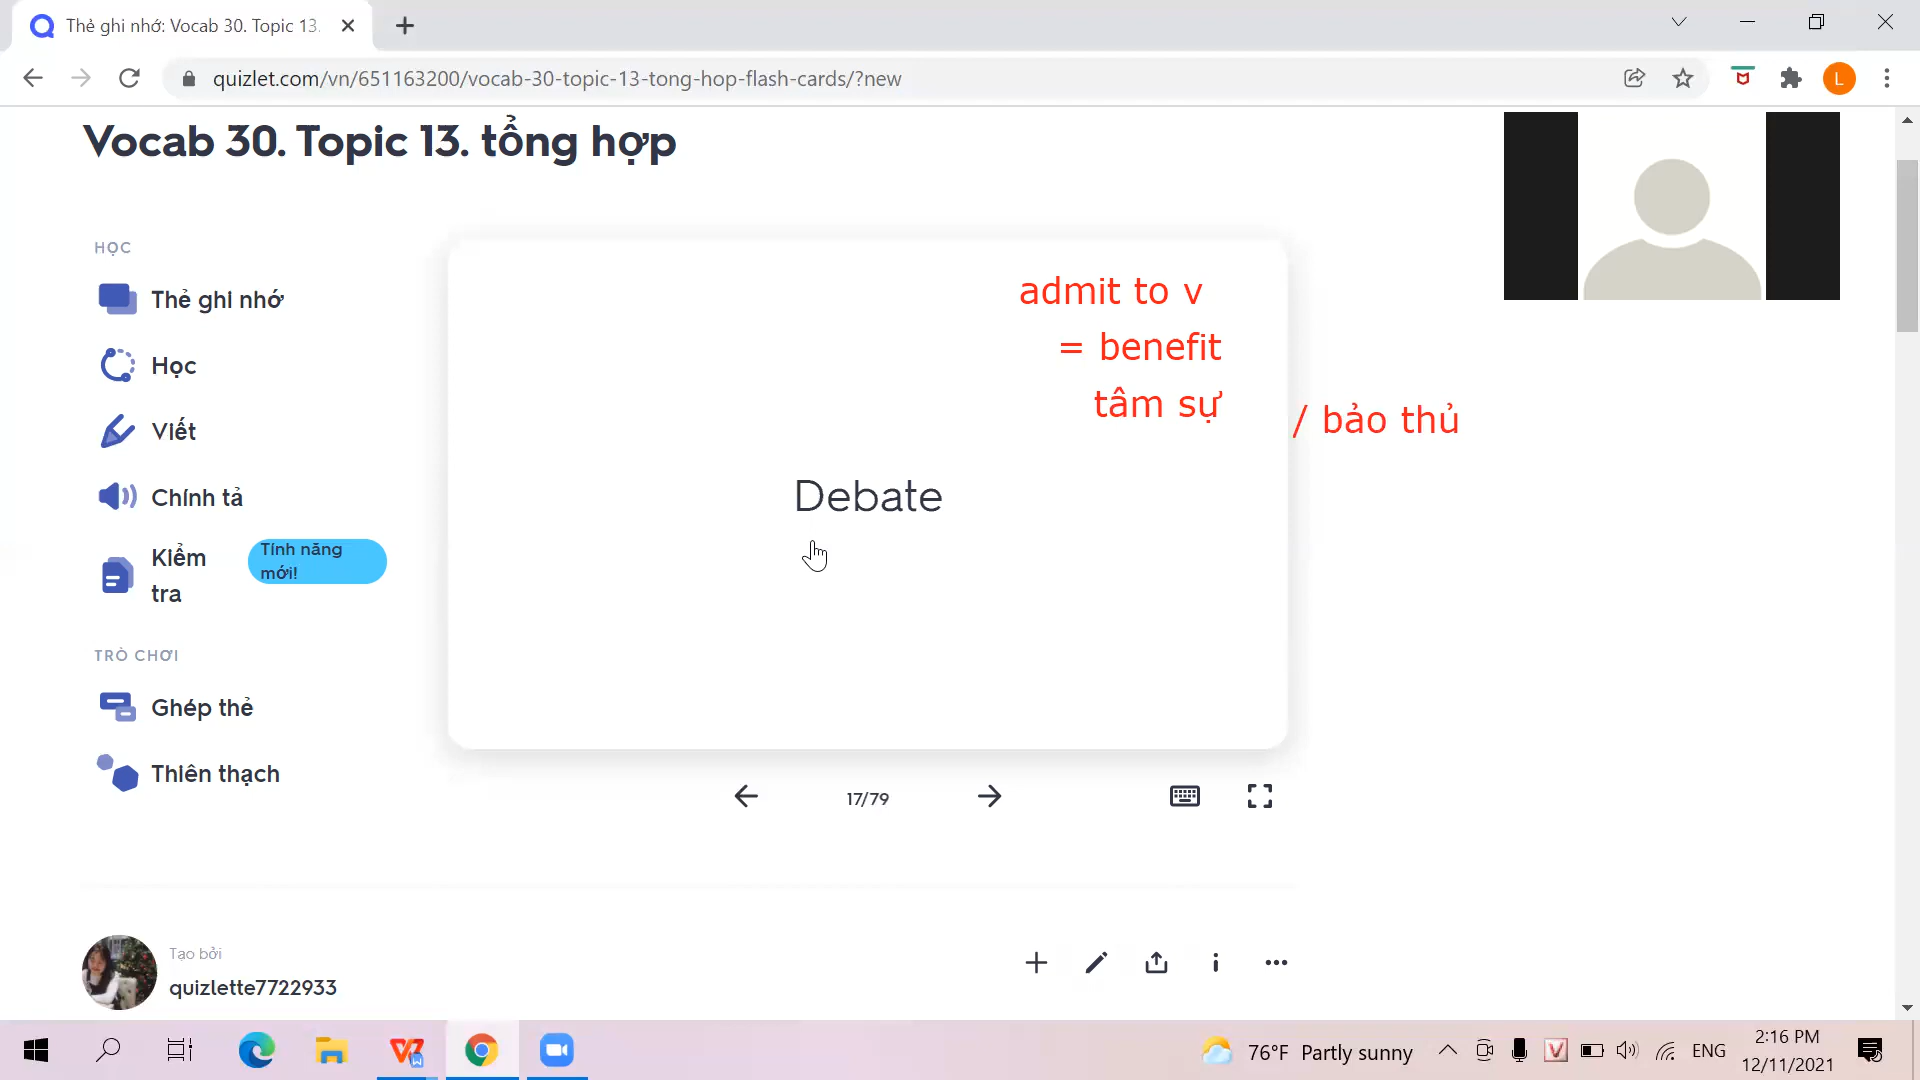 Thẻ ghi nhớ: Vocab 30. Topic 13.
quizlet.com/vn/651163200/vocab-30-topic-13-tong-hop-flash-cards/?new
L
Vocab 30. Topic 13. tổng hợp
HỌC
Thẻ ghi nhớ
Học
Viết
Chính tả
Kiểm tra
Tính năng mới!
TRÒ CHƠI
Ghép thẻ
Thiên thạch
admit to v
= benefit
tâm sự
/ bảo thủ
Debate
17/79
Tạo bởi
quizlette7722933
76°F Partly sunny
ENG
2:16 PM
12/11/2021